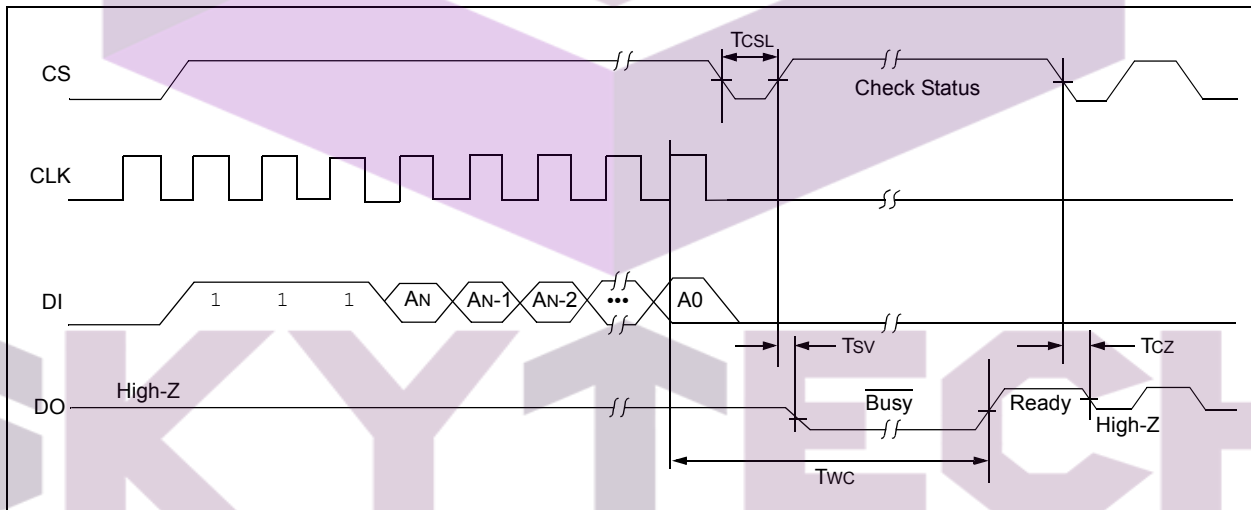 TCSL
CS
Check Status
CLK
DI
1 1 1 AN AN-1 AN-2 ••• A0
TSV
TCZ
High-Z
DO
Busy
Ready
High-Z
TWC
SKYTECH